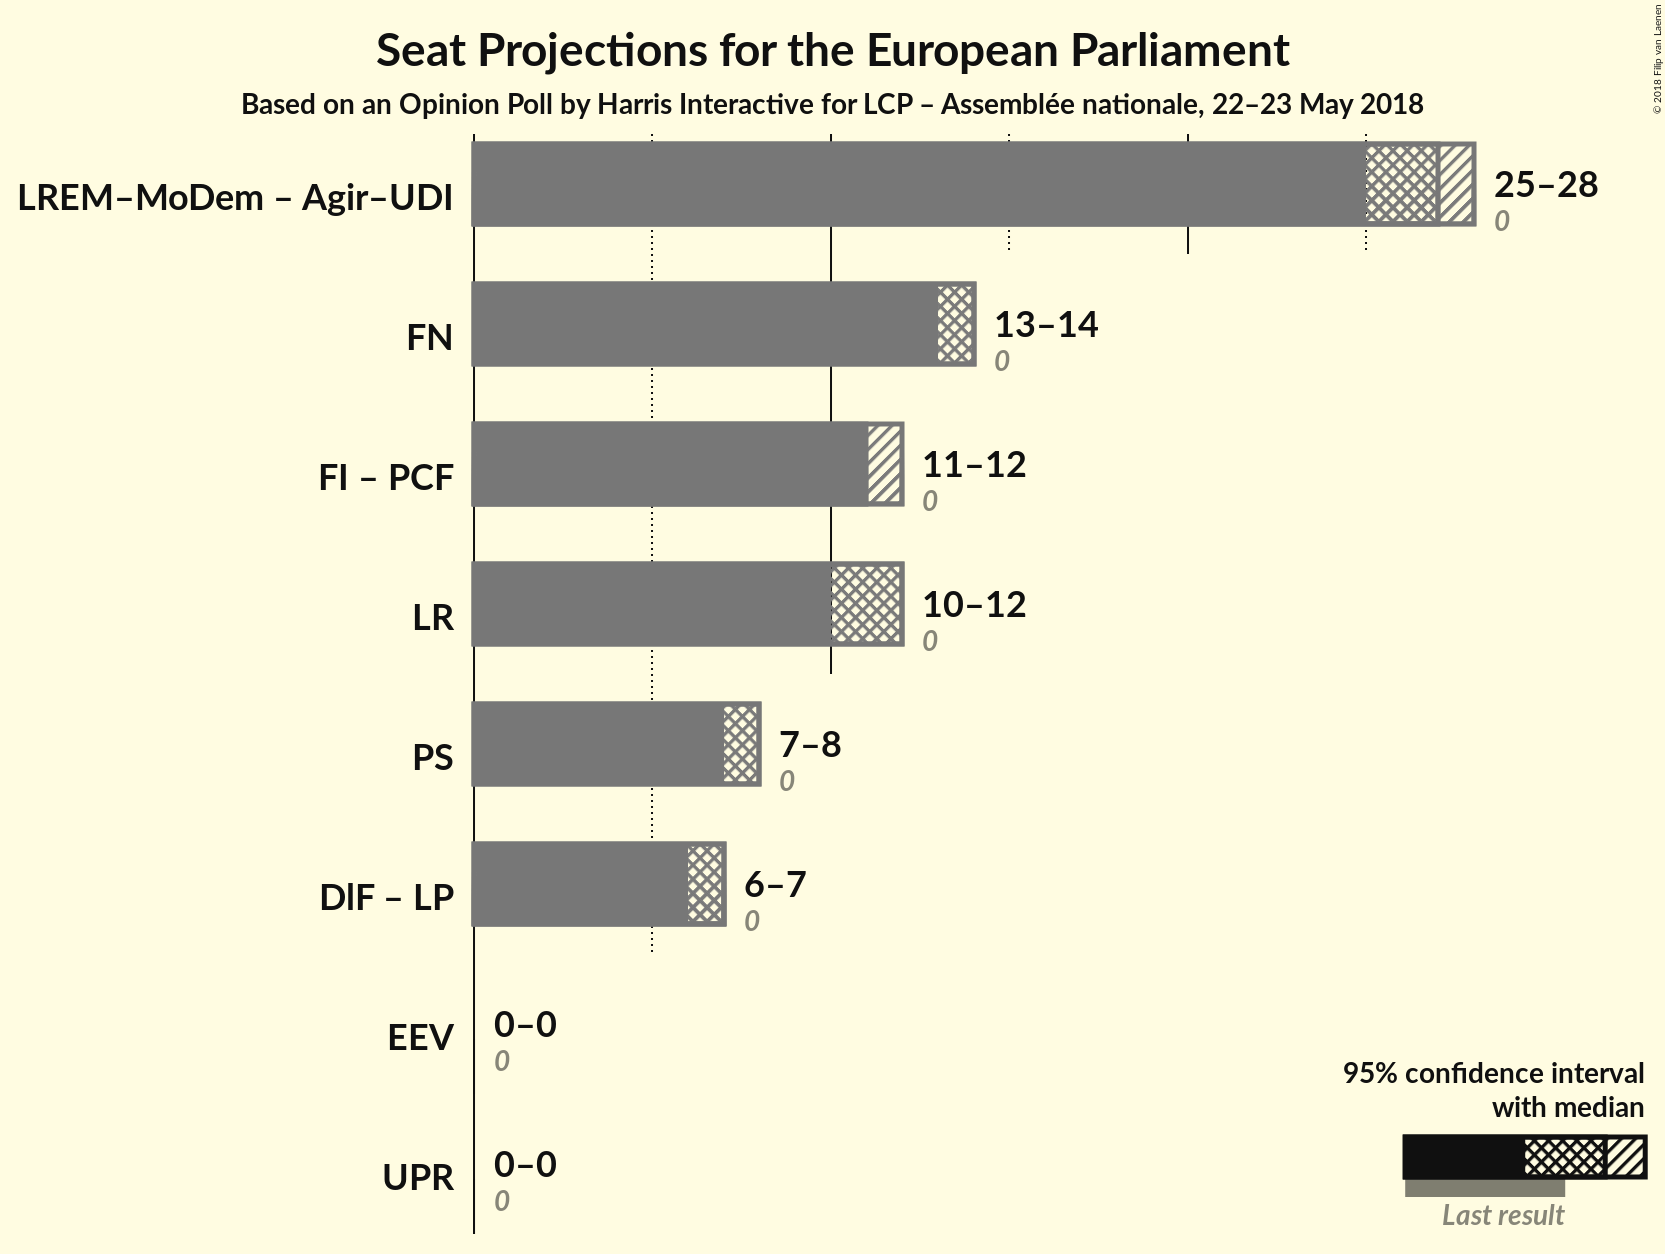 © 2018 Filip van Laenen
Seat Projections for the European Parliament
Based on an Opinion Poll by Harris Interactive for LCP – Assemblée nationale, 22–23 May 2018
LREM–MoDem – Agir–UDI
25–28
0
FN
13–14
0
FI – PCF
11–12
0
LR
10–12
0
PS
7–8
0
DlF – LP
6–7
0
EEV
0–0
0
UPR
0–0
0
95% confidence interval
with median
Last result